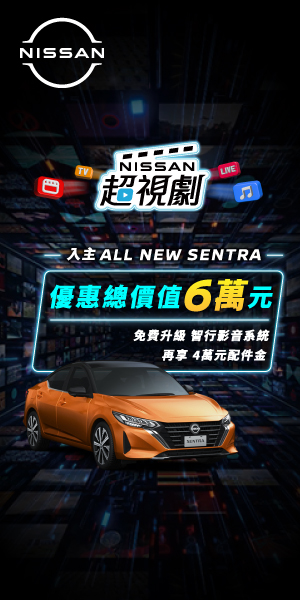 NISSAN
NISSAN
TV
LIVE
超視劇
入主 ALL NEW SENTRA
優惠總價值6萬元
免費升級 智行影音系統
再享 4萬元配件金
SENTRA